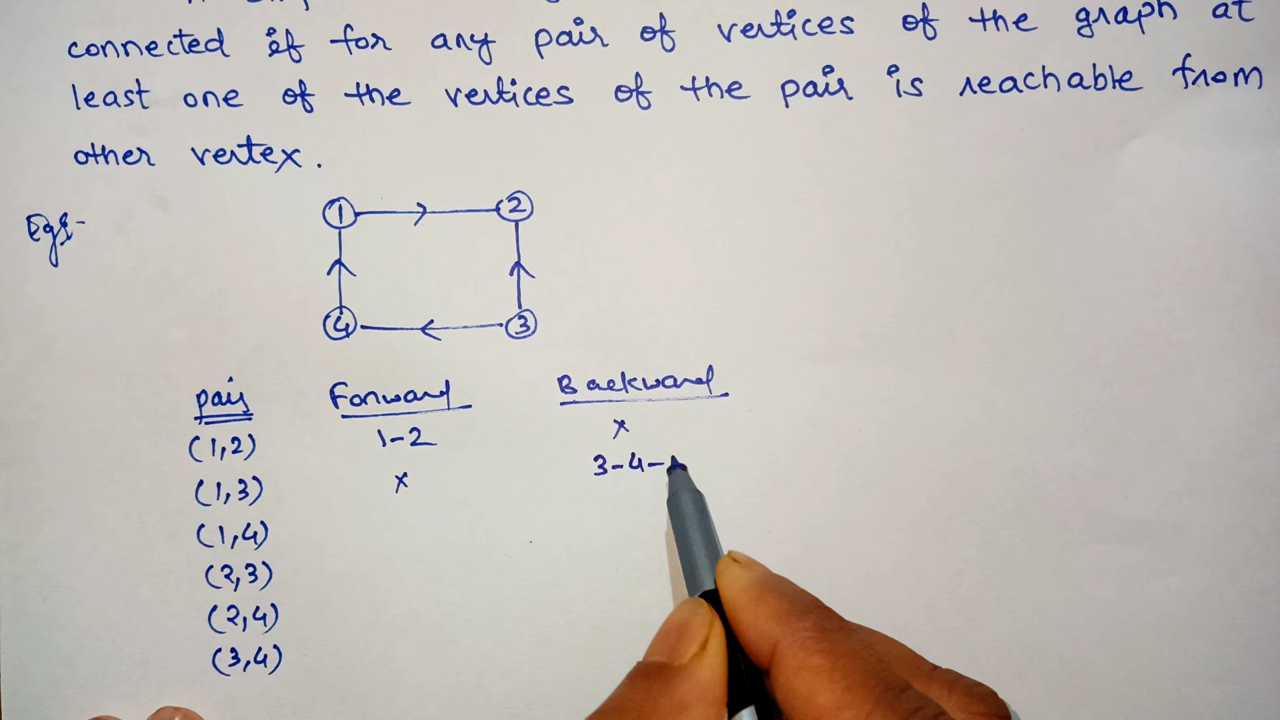 connected if for any pair of vertices of the graph at
least one of the vertices of the pair is reachable from
other vertex.
Eg:-
1 2
4 3
pair Forward Backward
(1,2) 1-2 x
(1,3) x 3-4-
(1,4)
(2,3)
(2,4)
(3,4)